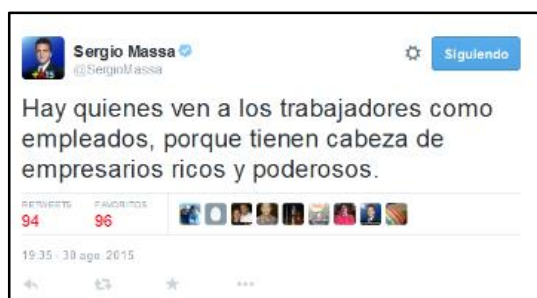 Sergio Massa
@SergioMassa
Siguiendo
Hay quienes ven a los trabajadores como
empleados, porque tienen cabeza de
empresarios ricos y poderosos.
RETWEETS FAVORITOS
94 96
19:35 - 30 ago. 2015